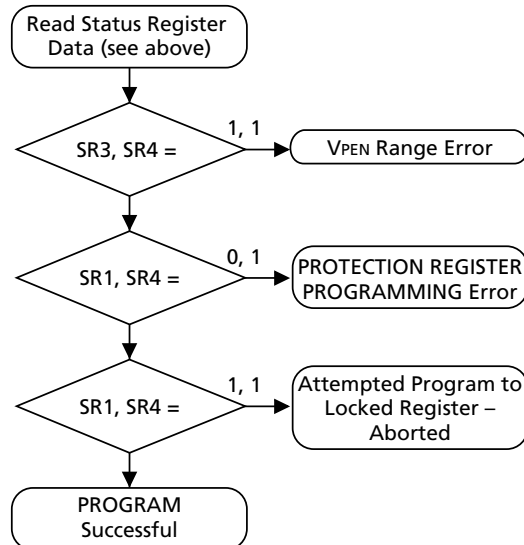 Read Status Register
Data (see above)
1, 1
SR3, SR4 =
VPEN Range Error
0, 1
SR1, SR4 =
PROTECTION REGISTER
PROGRAMMING Error
1, 1
SR1, SR4 =
Attempted Program to
Locked Register –
Aborted
PROGRAM
Successful